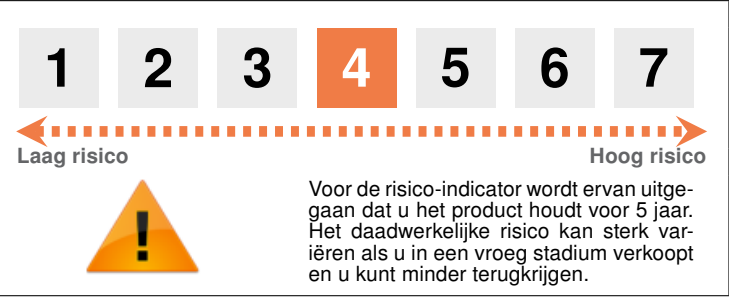 1 2 3 4 5 6 7
Laag risico Hoog risico
Voor de risico-indicator wordt ervan uitge-
gaan dat u het product houdt voor 5 jaar.
Het daadwerkelijke risico kan sterk var-
iëren als u in een vroeg stadium verkoopt
en u kunt minder terugkrijgen.